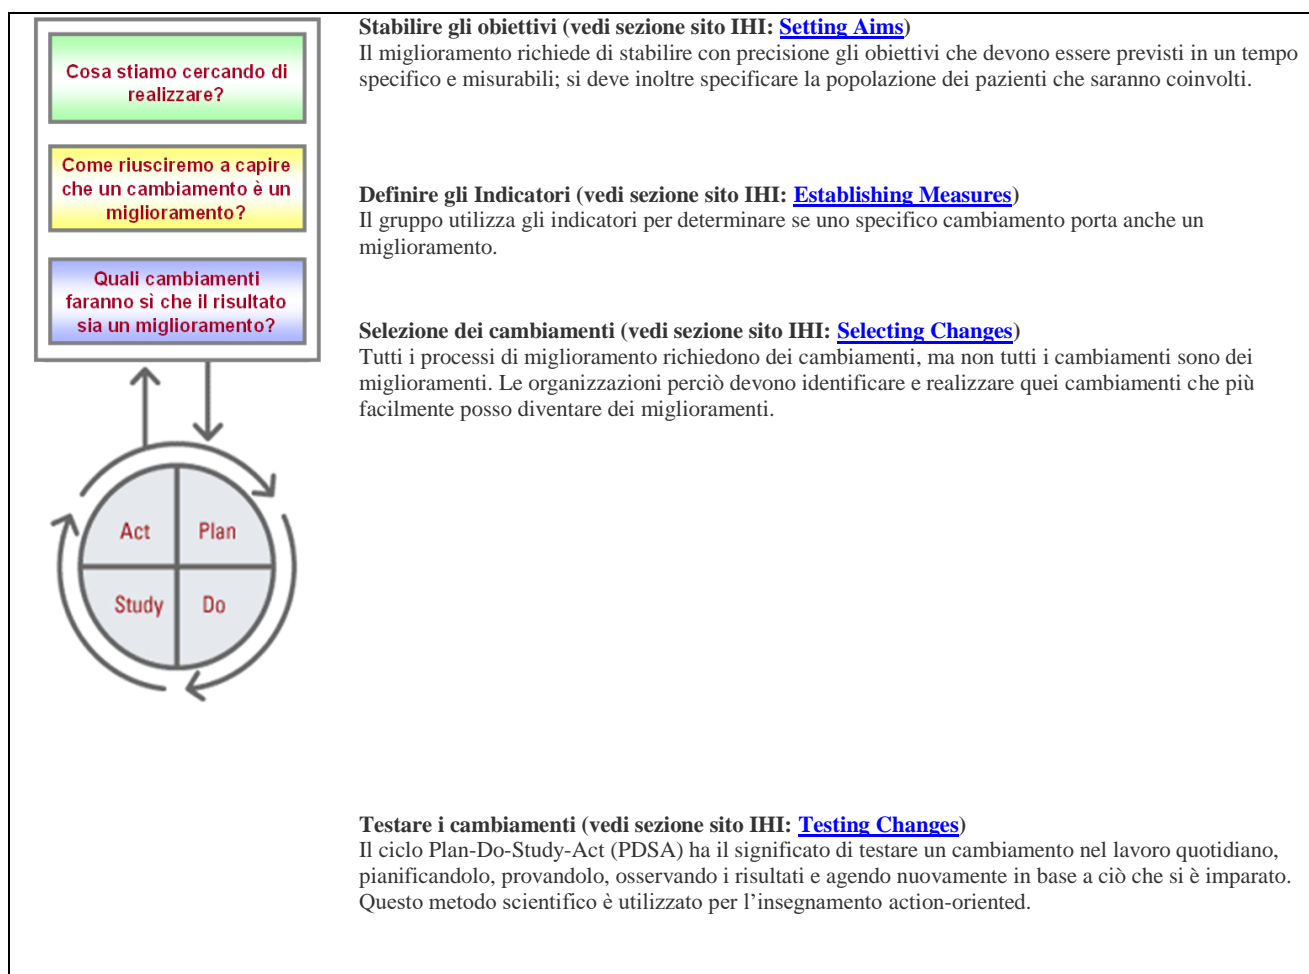 Cosa stiamo cercando di
realizzare?
Come riusciremo a capire
che un cambiamento è un
miglioramento?
Quali cambiamenti
faranno sì che il risultato
sia un miglioramento?
Act
Plan
Study
Do
Stabilire gli obiettivi (vedi sezione sito IHI: Setting Aims)
Il miglioramento richiede di stabilire con precisione gli obiettivi che devono essere previsti in un tempo
specifico e misurabili; si deve inoltre specificare la popolazione dei pazienti che saranno coinvolti.
Definire gli Indicatori (vedi sezione sito IHI: Establishing Measures)
Il gruppo utilizza gli indicatori per determinare se uno specifico cambiamento porta anche un
miglioramento.
Selezione dei cambiamenti (vedi sezione sito IHI: Selecting Changes)
Tutti i processi di miglioramento richiedono dei cambiamenti, ma non tutti i cambiamenti sono dei
miglioramenti. Le organizzazioni perciò devono identificare e realizzare quei cambiamenti che più
facilmente posso diventare dei miglioramenti.
Testare i cambiamenti (vedi sezione sito IHI: Testing Changes)
Il ciclo Plan-Do-Study-Act (PDSA) ha il significato di testare un cambiamento nel lavoro quotidiano,
pianificandolo, provandolo, osservando i risultati e agendo nuovamente in base a ciò che si è imparato.
Questo metodo scientifico è utilizzato per l’insegnamento action-oriented.